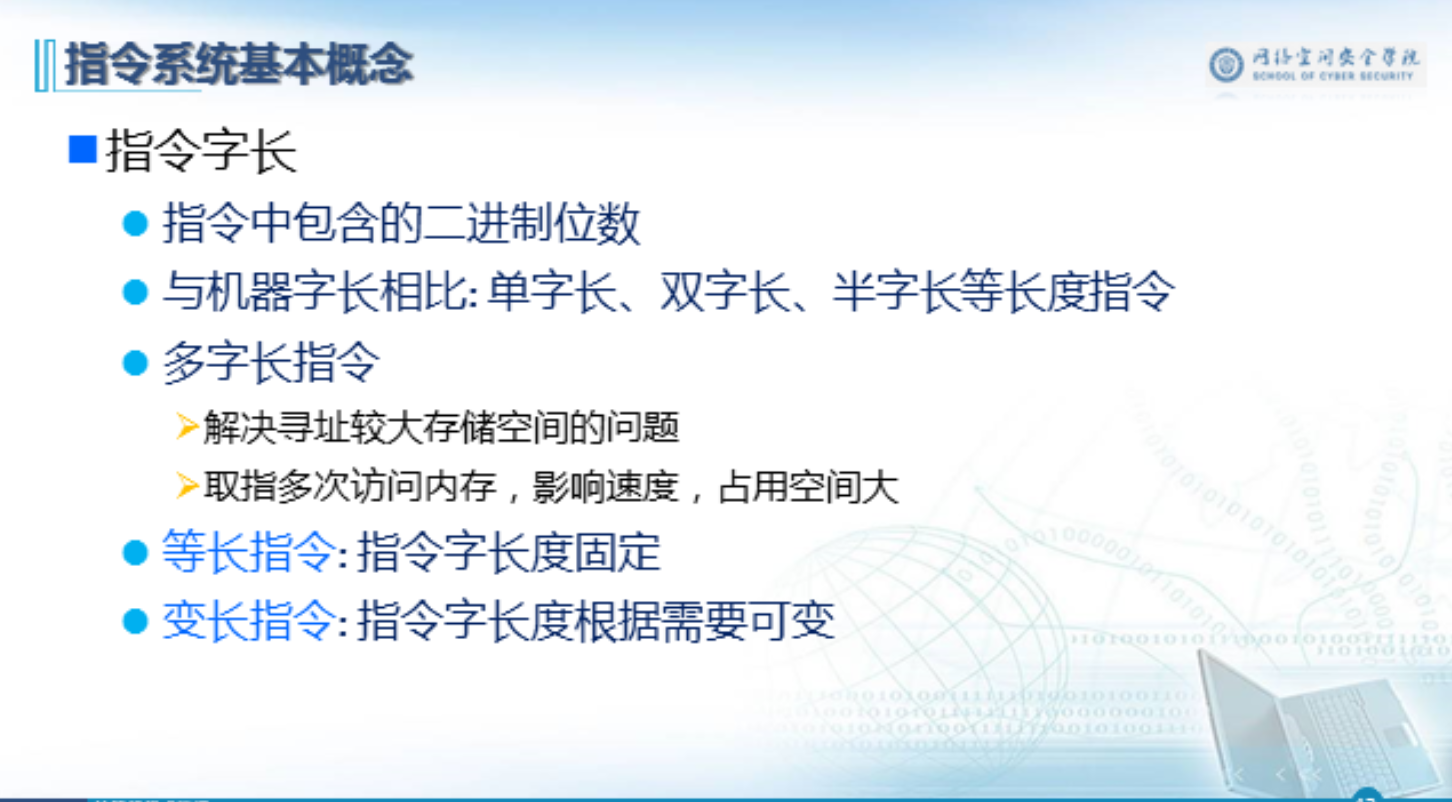 指令系统基本概念
网络空间安全学院
SCHOOL OF CYBER SECURITY
■指令字长
● 指令中包含的二进制位数
● 与机器字长相比: 单字长、双字长、半字长等长度指令
● 多字长指令
➢解决寻址较大存储空间的问题
➢取指多次访问内存，影响速度，占用空间大
● 等长指令: 指令字长度固定
● 变长指令: 指令字长度根据需要可变